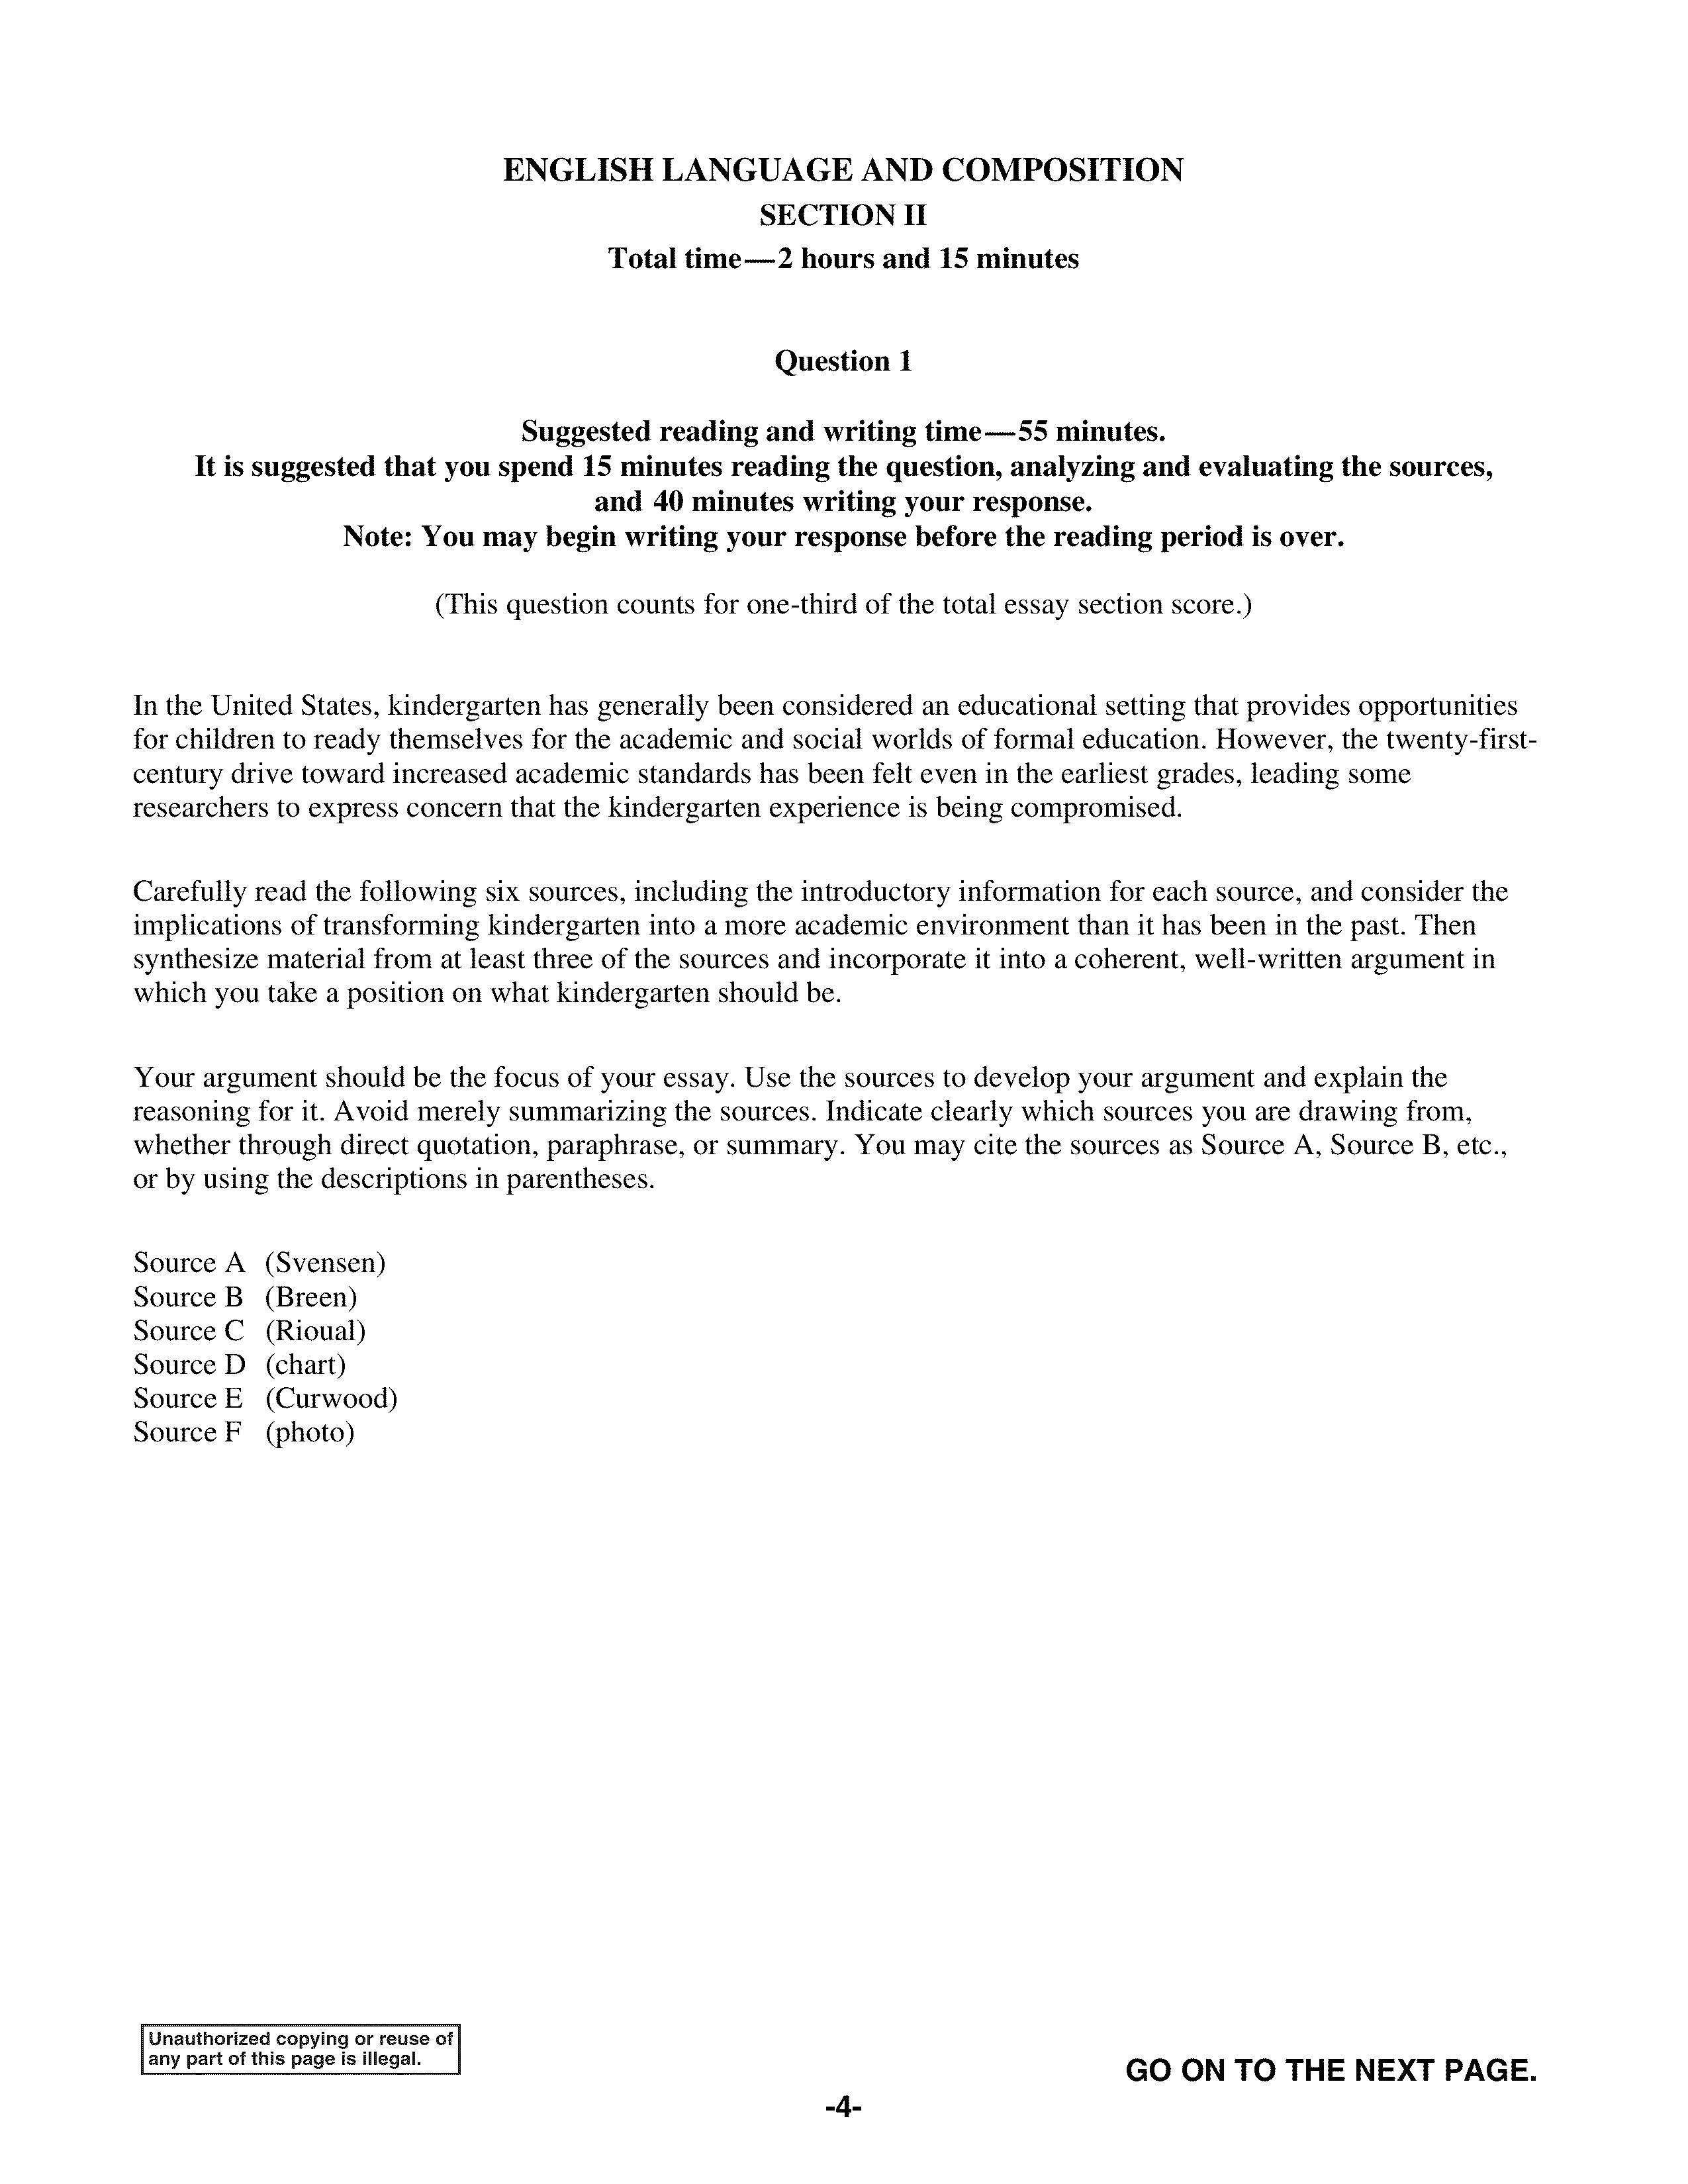 ENGLISH LANGUAGE AND COMPOSITION
SECTION II
Total time—2 hours and 15 minutes
Question 1
Suggested reading and writing time—55 minutes.
It is suggested that you spend 15 minutes reading the question, analyzing and evaluating the sources,
and 40 minutes writing your response.
Note: You may begin writing your response before the reading period is over.
(This question counts for one-third of the total essay section score.)
In the United States, kindergarten has generally been considered an educational setting that provides opportunities
for children to ready themselves for the academic and social worlds of formal education. However, the twenty-first-
century drive toward increased academic standards has been felt even in the earliest grades, leading some
researchers to express concern that the kindergarten experience is being compromised.
Carefully read the following six sources, including the introductory information for each source, and consider the
implications of transforming kindergarten into a more academic environment than it has been in the past. Then
synthesize material from at least three of the sources and incorporate it into a coherent, well-written argument in
which you take a position on what kindergarten should be.
Your argument should be the focus of your essay. Use the sources to develop your argument and explain the
reasoning for it. Avoid merely summarizing the sources. Indicate clearly which sources you are drawing from,
whether through direct quotation, paraphrase, or summary. You may cite the sources as Source A, Source B, etc.,
or by using the descriptions in parentheses.
Source A (Svensen)
Source B (Breen)
Source C (Rioual)
Source D (chart)
Source E (Curwood)
Source F (photo)
Unauthorized copying or reuse of
any part of this page is illegal.
GO ON TO THE NEXT PAGE.
-4-